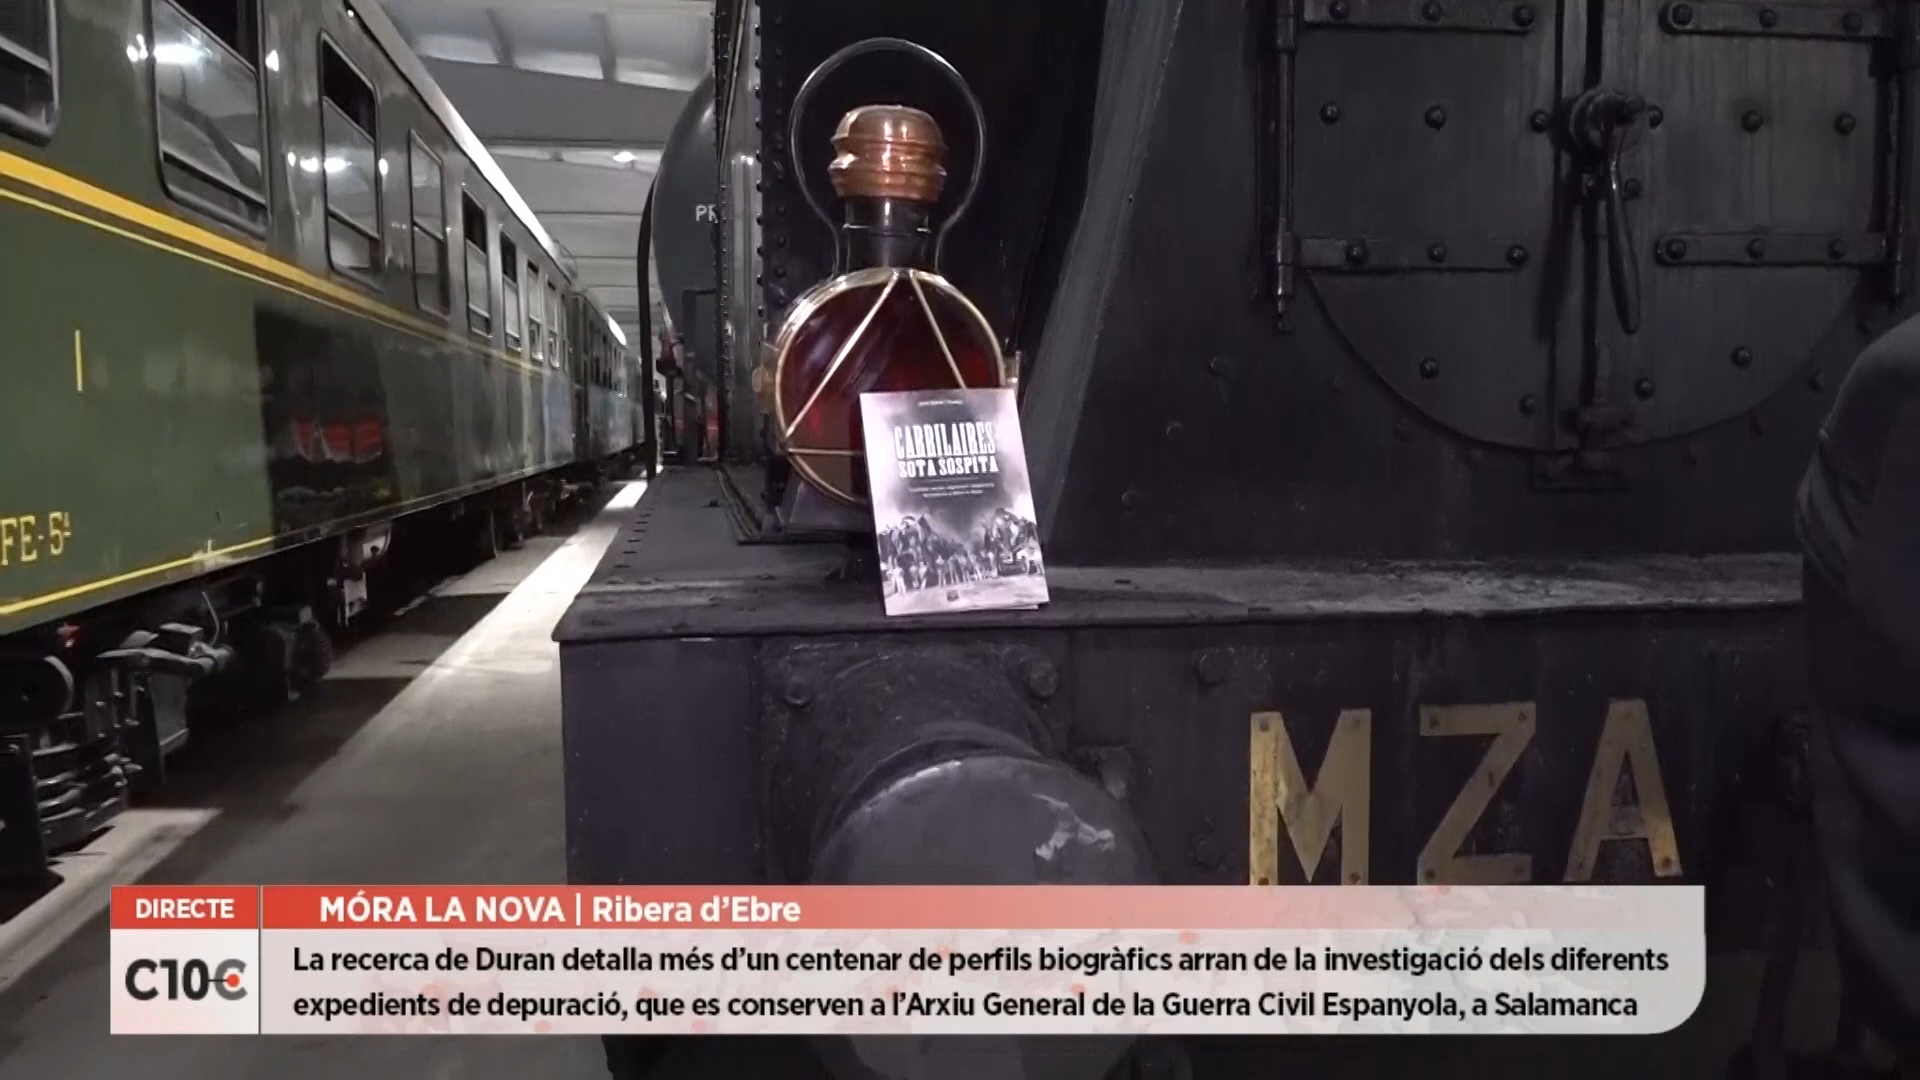 PR
CARRILAIRES
SOTA SOSPITA
FE-5ª
MZA
DIRECTE
MÓRA LA NOVA | Ribera d'Ebre
C10C
La recerca de Duran detalla més d'un centenar de perfils biogràfics arran de la investigació dels diferents
expedients de depuració, que es conserven a l'Arxiu General de la Guerra Civil Espanyola, a Salamanca